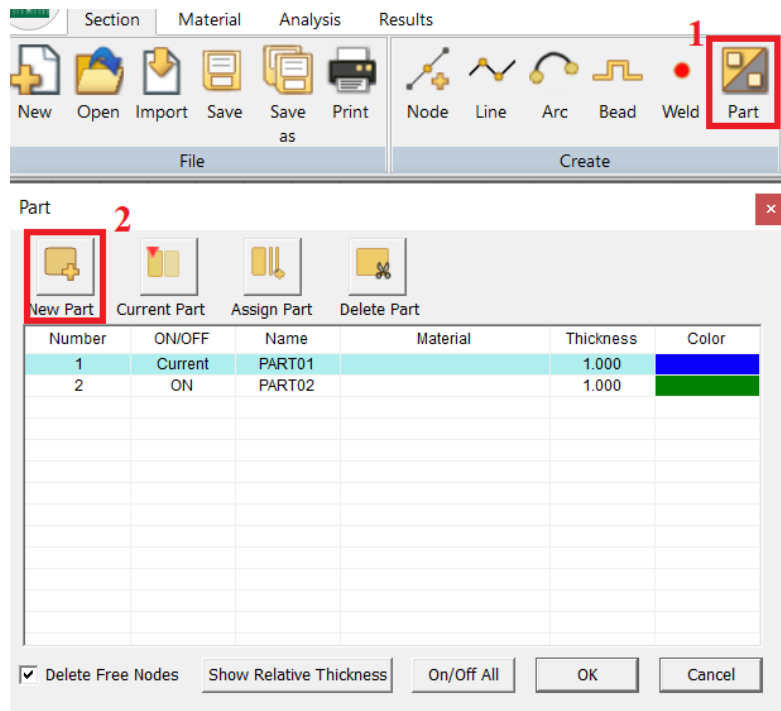 Section Material Analysis Results
1
New Open Import Save Save as Print Node Line Arc Bead Weld Part
File Create
Part
2
New Part Current Part Assign Part Delete Part
Number ON/OFF Name Material Thickness Color
1 Current PART01 1.000
2 ON PART02 1.000
Delete Free Nodes Show Relative Thickness On/Off All OK Cancel